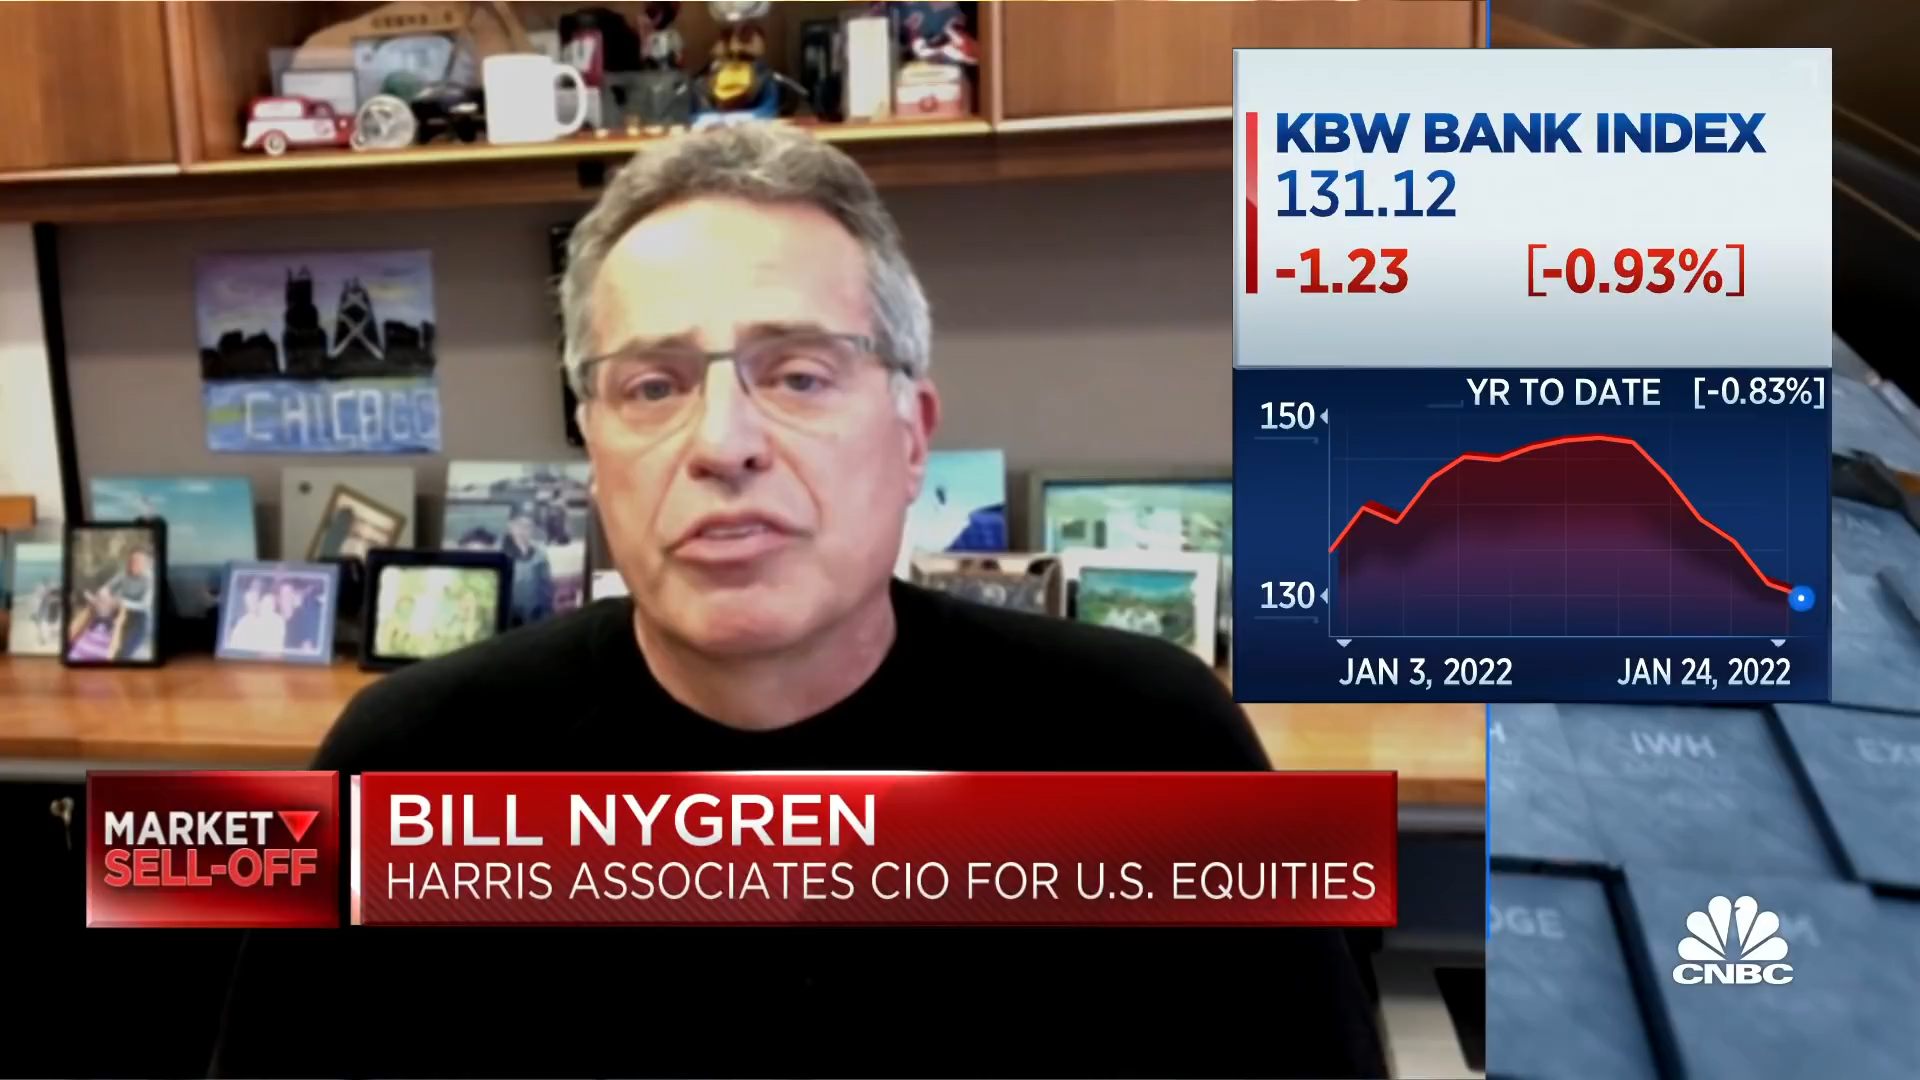 CHICAGO
KBW BANK INDEX
131.12
-1.23 [-0.93%]
YR TO DATE [-0.83%]
150
130
JAN 3, 2022 JAN 24, 2022
MARKET
SELL-OFF
BILL NYGREN
HARRIS ASSOCIATES CIO FOR U.S. EQUITIES
IWH
CNBC